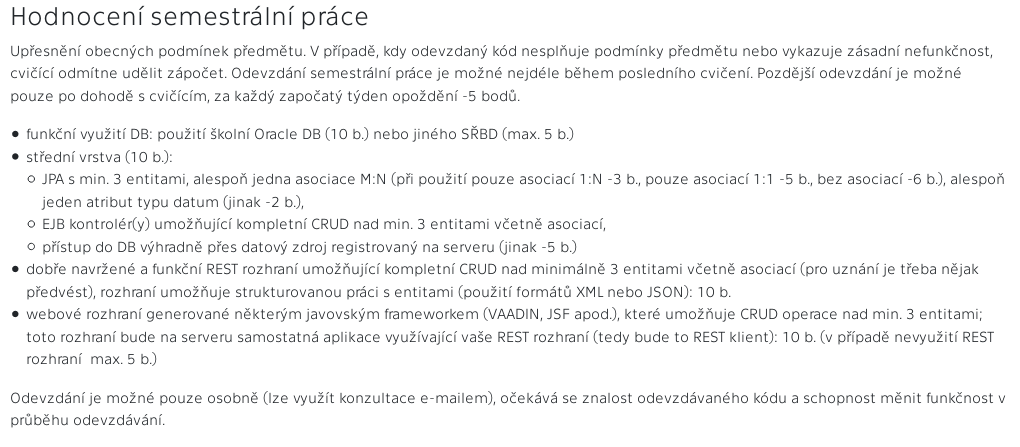 Hodnocení semestrální práce
Upřesnění obecných podmínek předmětu. V případě, kdy odevzdaný kód nesplňuje podmínky předmětu nebo vykazuje zásadní nefunkčnost,
cvičící odmítne udělit zápočet. Odevzdání semestrální práce je možné nejdéle během posledního cvičení. Pozdější odevzdání je možné
pouze po dohodě s cvičícím, za každý započatý týden opoždění -5 bodů.
● funkční využití DB: použití školní Oracle DB (10 b.) nebo jiného SŘBD (max. 5 b.)
● střední vrstva (10 b.):
○ JPA s min. 3 entitami, alespoň jedna asociace M:N (při použití pouze asociací 1:N -3 b., pouze asociací 1:1 -5 b., bez asociací -6 b.), alespoň
jeden atribut typu datum (jinak -2 b.),
○ EJB kontrolér(y) umožňující kompletní CRUD nad min. 3 entitami včetně asociací,
○ přístup do DB výhradně přes datový zdroj registrovaný na serveru (jinak -5 b.)
● dobře navržené a funkční REST rozhraní umožňující kompletní CRUD nad minimálně 3 entitami včetně asociací (pro uznání je třeba nějak
předvést), rozhraní umožňuje strukturovanou práci s entitami (použití formátů XML nebo JSON): 10 b.
● webové rozhraní generované některým javovským frameworkem (VAADIN, JSF apod.), které umožňuje CRUD operace nad min. 3 entitami;
toto rozhraní bude na serveru samostatná aplikace využívající vaše REST rozhraní (tedy bude to REST klient): 10 b. (v případě nevyužití REST
rozhraní max. 5 b.)
Odevzdání je možné pouze osobně (lze využít konzultace e-mailem), očekává se znalost odevzdávaného kódu a schopnost měnit funkčnost v
průběhu odevzdávání.